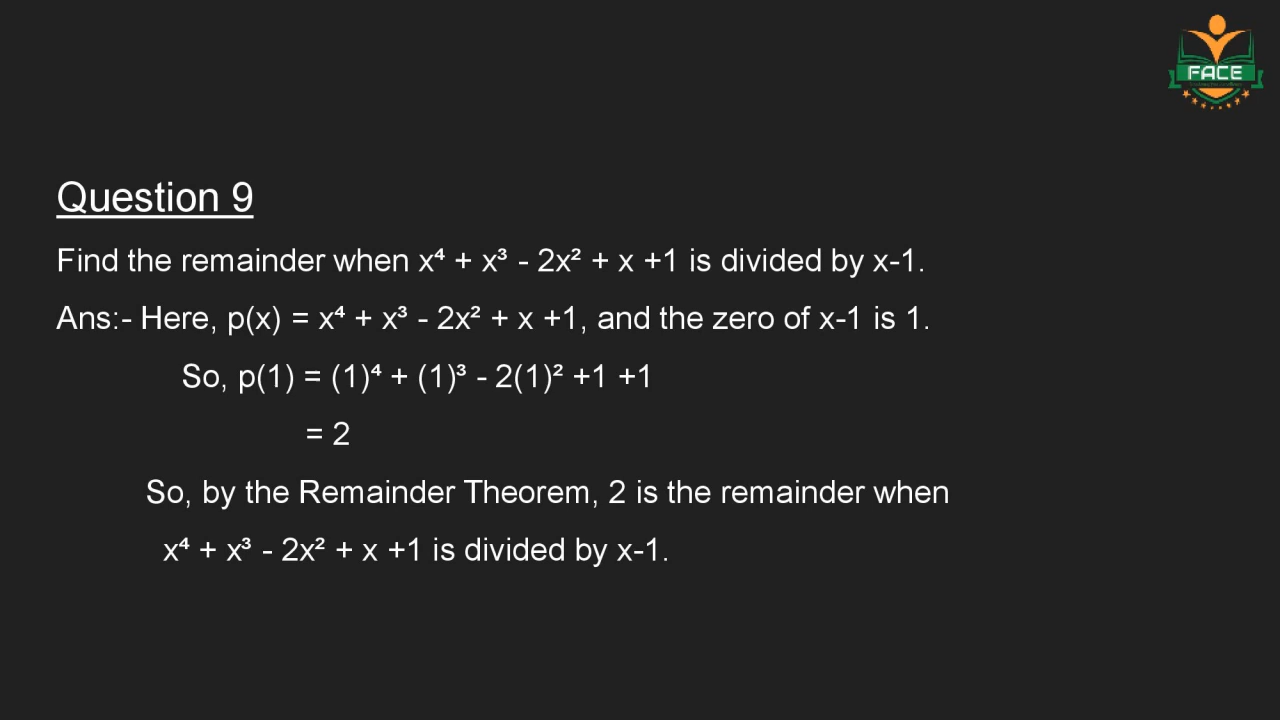 FACE
Question 9
Find the remainder when x⁴ + x³ - 2x² + x +1 is divided by x-1.
Ans:- Here, p(x) = x⁴ + x³ - 2x² + x +1, and the zero of x-1 is 1.
So, p(1) = (1)⁴ + (1)³ - 2(1)² +1 +1
= 2
So, by the Remainder Theorem, 2 is the remainder when
x⁴ + x³ - 2x² + x +1 is divided by x-1.